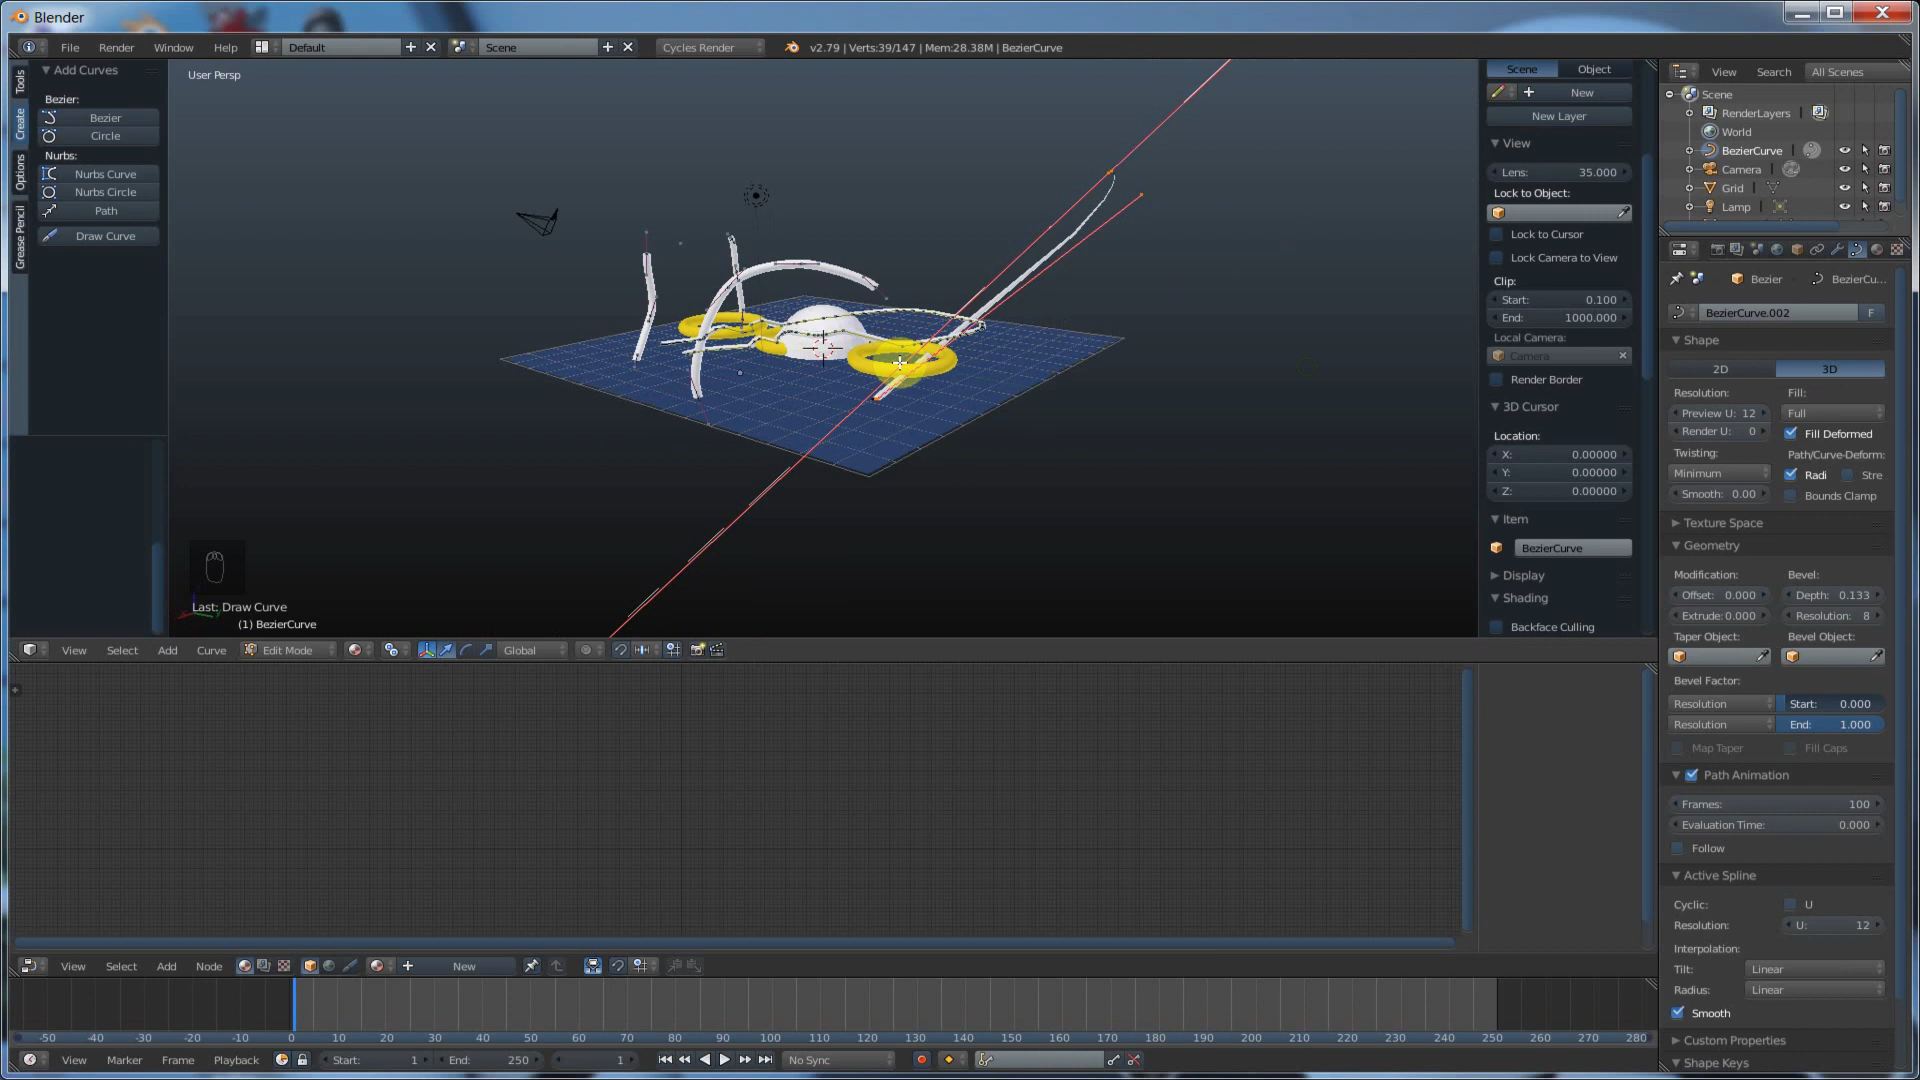 Blender
File Render Window Help Default Scene Cycles Render v2.79 | Verts:39/147 | Mem:28.38M | BezierCurve
Tools
Create
Options
Grease Pencil
Add Curves
Bezier:
Bezier
Circle
Nurbs:
Nurbs Curve
Nurbs Circle
Path
Draw Curve
User Persp
Last: Draw Curve
(1) BezierCurve
Scene Object
New
New Layer
View
Lens: 35.000
Lock to Object:
Lock to Cursor
Lock Camera to View
Clip:
Start: 0.100
End: 1000.000
Local Camera:
Camera
Render Border
3D Cursor
Location:
X: 0.00000
Y: 0.00000
Z: 0.00000
Item
BezierCurve
Display
Shading
Backface Culling
View Search All Scenes
Scene
RenderLayers
World
BezierCurve
Camera
Grid
Lamp
Bezier BezierCu...
BezierCurve.002 F
Shape
2D 3D
Resolution: Fill:
Preview U: 12 Full
Render U: 0 Fill Deformed
Twisting: Path/Curve-Deform:
Minimum Radi Stre
Smooth: 0.00 Bounds Clamp
Texture Space
Geometry
Modification: Bevel:
Offset: 0.000 Depth: 0.133
Extrude: 0.000 Resolution: 8
Taper Object: Bevel Object:
Bevel Factor:
Resolution Start: 0.000
Resolution End: 1.000
Map Taper Fill Caps
Path Animation
Frames: 100
Evaluation Time: 0.000
Follow
Active Spline
Cyclic: U
Resolution: U: 12
Interpolation:
Tilt: Linear
Radius: Linear
Smooth
Custom Properties
Shape Keys
View Select Add Curve Edit Mode Global
View Select Add Node New
-50 -40 -30 -20 -10 0 10 20 30 40 50 60 70 80 90 100 110 120 130 140 150 160 170 180 190 200 210 220 230 240 250 260 270 280
View Marker Frame Playback Start: 1 End: 250 1 No Sync